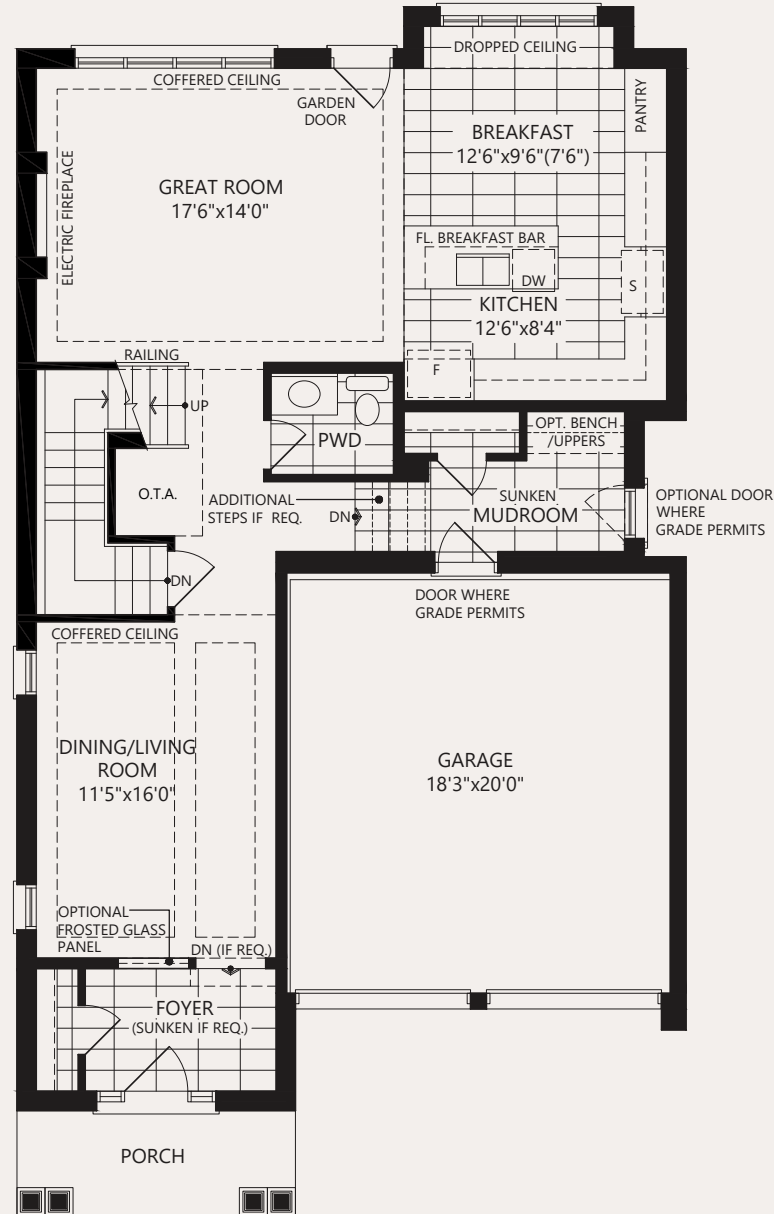 DROPPED CEILING
COFFERED CEILING
GARDEN
DOOR
PANTRY
BREAKFAST
12'6"x9'6"(7'6")
ELECTRIC FIREPLACE
GREAT ROOM
17'6"x14'0"
FL. BREAKFAST BAR
DW
S
KITCHEN
12'6"x8'4"
RAILING
F
UP
PWD
OPT. BENCH
/UPPERS
O.T.A.
ADDITIONAL
STEPS IF REQ.
DN
SUNKEN
MUDROOM
OPTIONAL DOOR
WHERE
GRADE PERMITS
DN
DOOR WHERE
GRADE PERMITS
COFFERED CEILING
DINING/LIVING
ROOM
11'5"x16'0"
GARAGE
18'3"x20'0"
OPTIONAL
FROSTED GLASS
PANEL
DN (IF REQ.)
FOYER
(SUNKEN IF REQ.)
PORCH